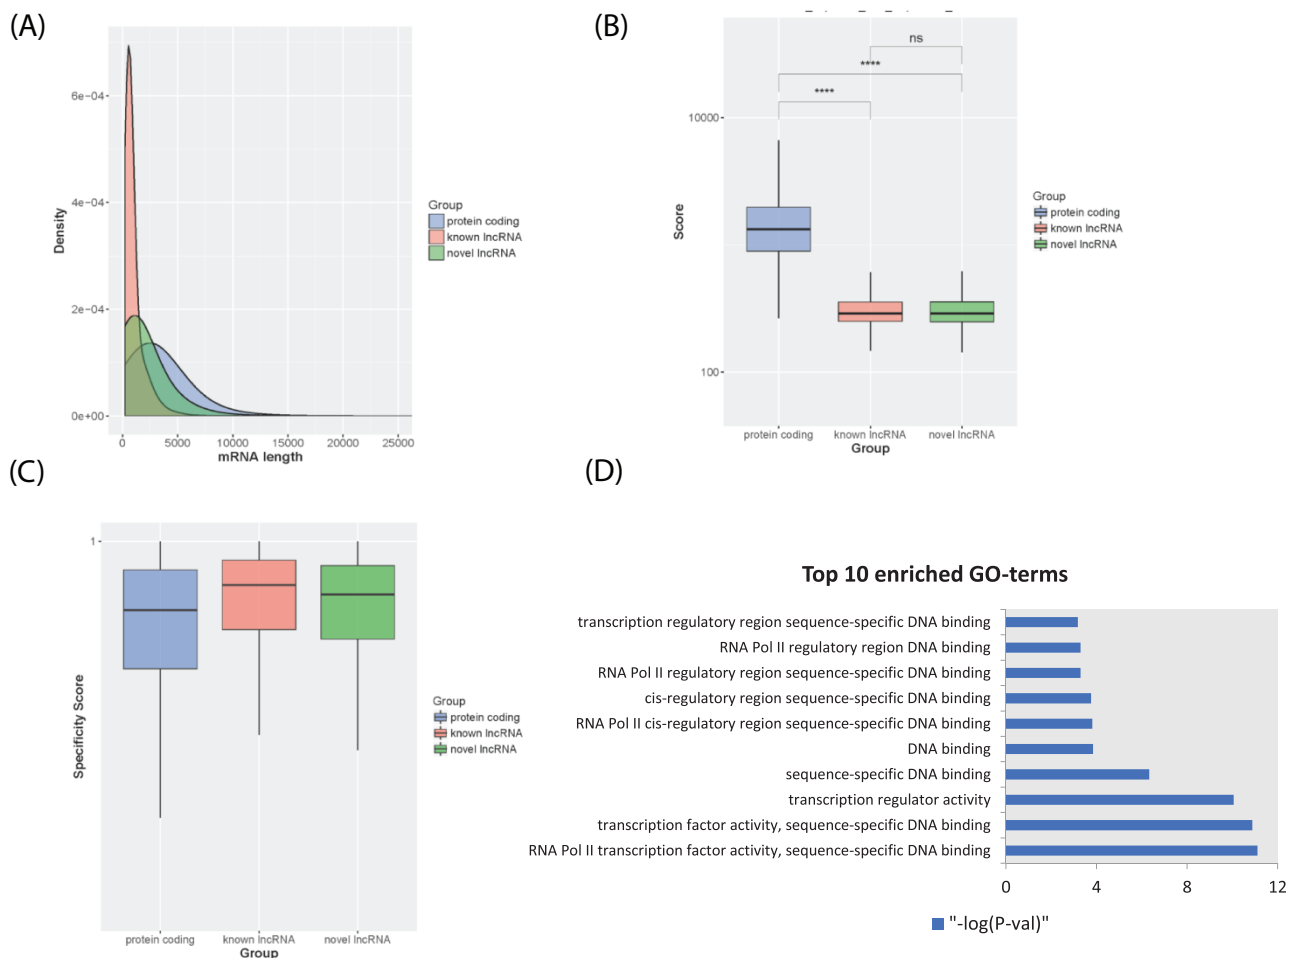 (A)
6e−04
4e−04
2e−04
0e+00
Density
0
5000
10000
15000
20000
25000
mRNA length
Group
protein coding
known lncRNA
novel lncRNA
(B)
ns
****
****
10000
100
Score
protein coding
known lncRNA
novel lncRNA
Group
Group
protein coding
known lncRNA
novel lncRNA
(C)
1
Specificity Score
protein coding
known lncRNA
novel lncRNA
Group
Group
protein coding
known lncRNA
novel lncRNA
(D)
Top 10 enriched GO-terms
transcription regulatory region sequence-specific DNA binding
RNA Pol II regulatory region DNA binding
RNA Pol II regulatory region sequence-specific DNA binding
cis-regulatory region sequence-specific DNA binding
RNA Pol II cis-regulatory region sequence-specific DNA binding
DNA binding
sequence-specific DNA binding
transcription regulator activity
transcription factor activity, sequence-specific DNA binding
RNA Pol II transcription factor activity, sequence-specific DNA binding
0
4
8
12
"-log(P-val)"